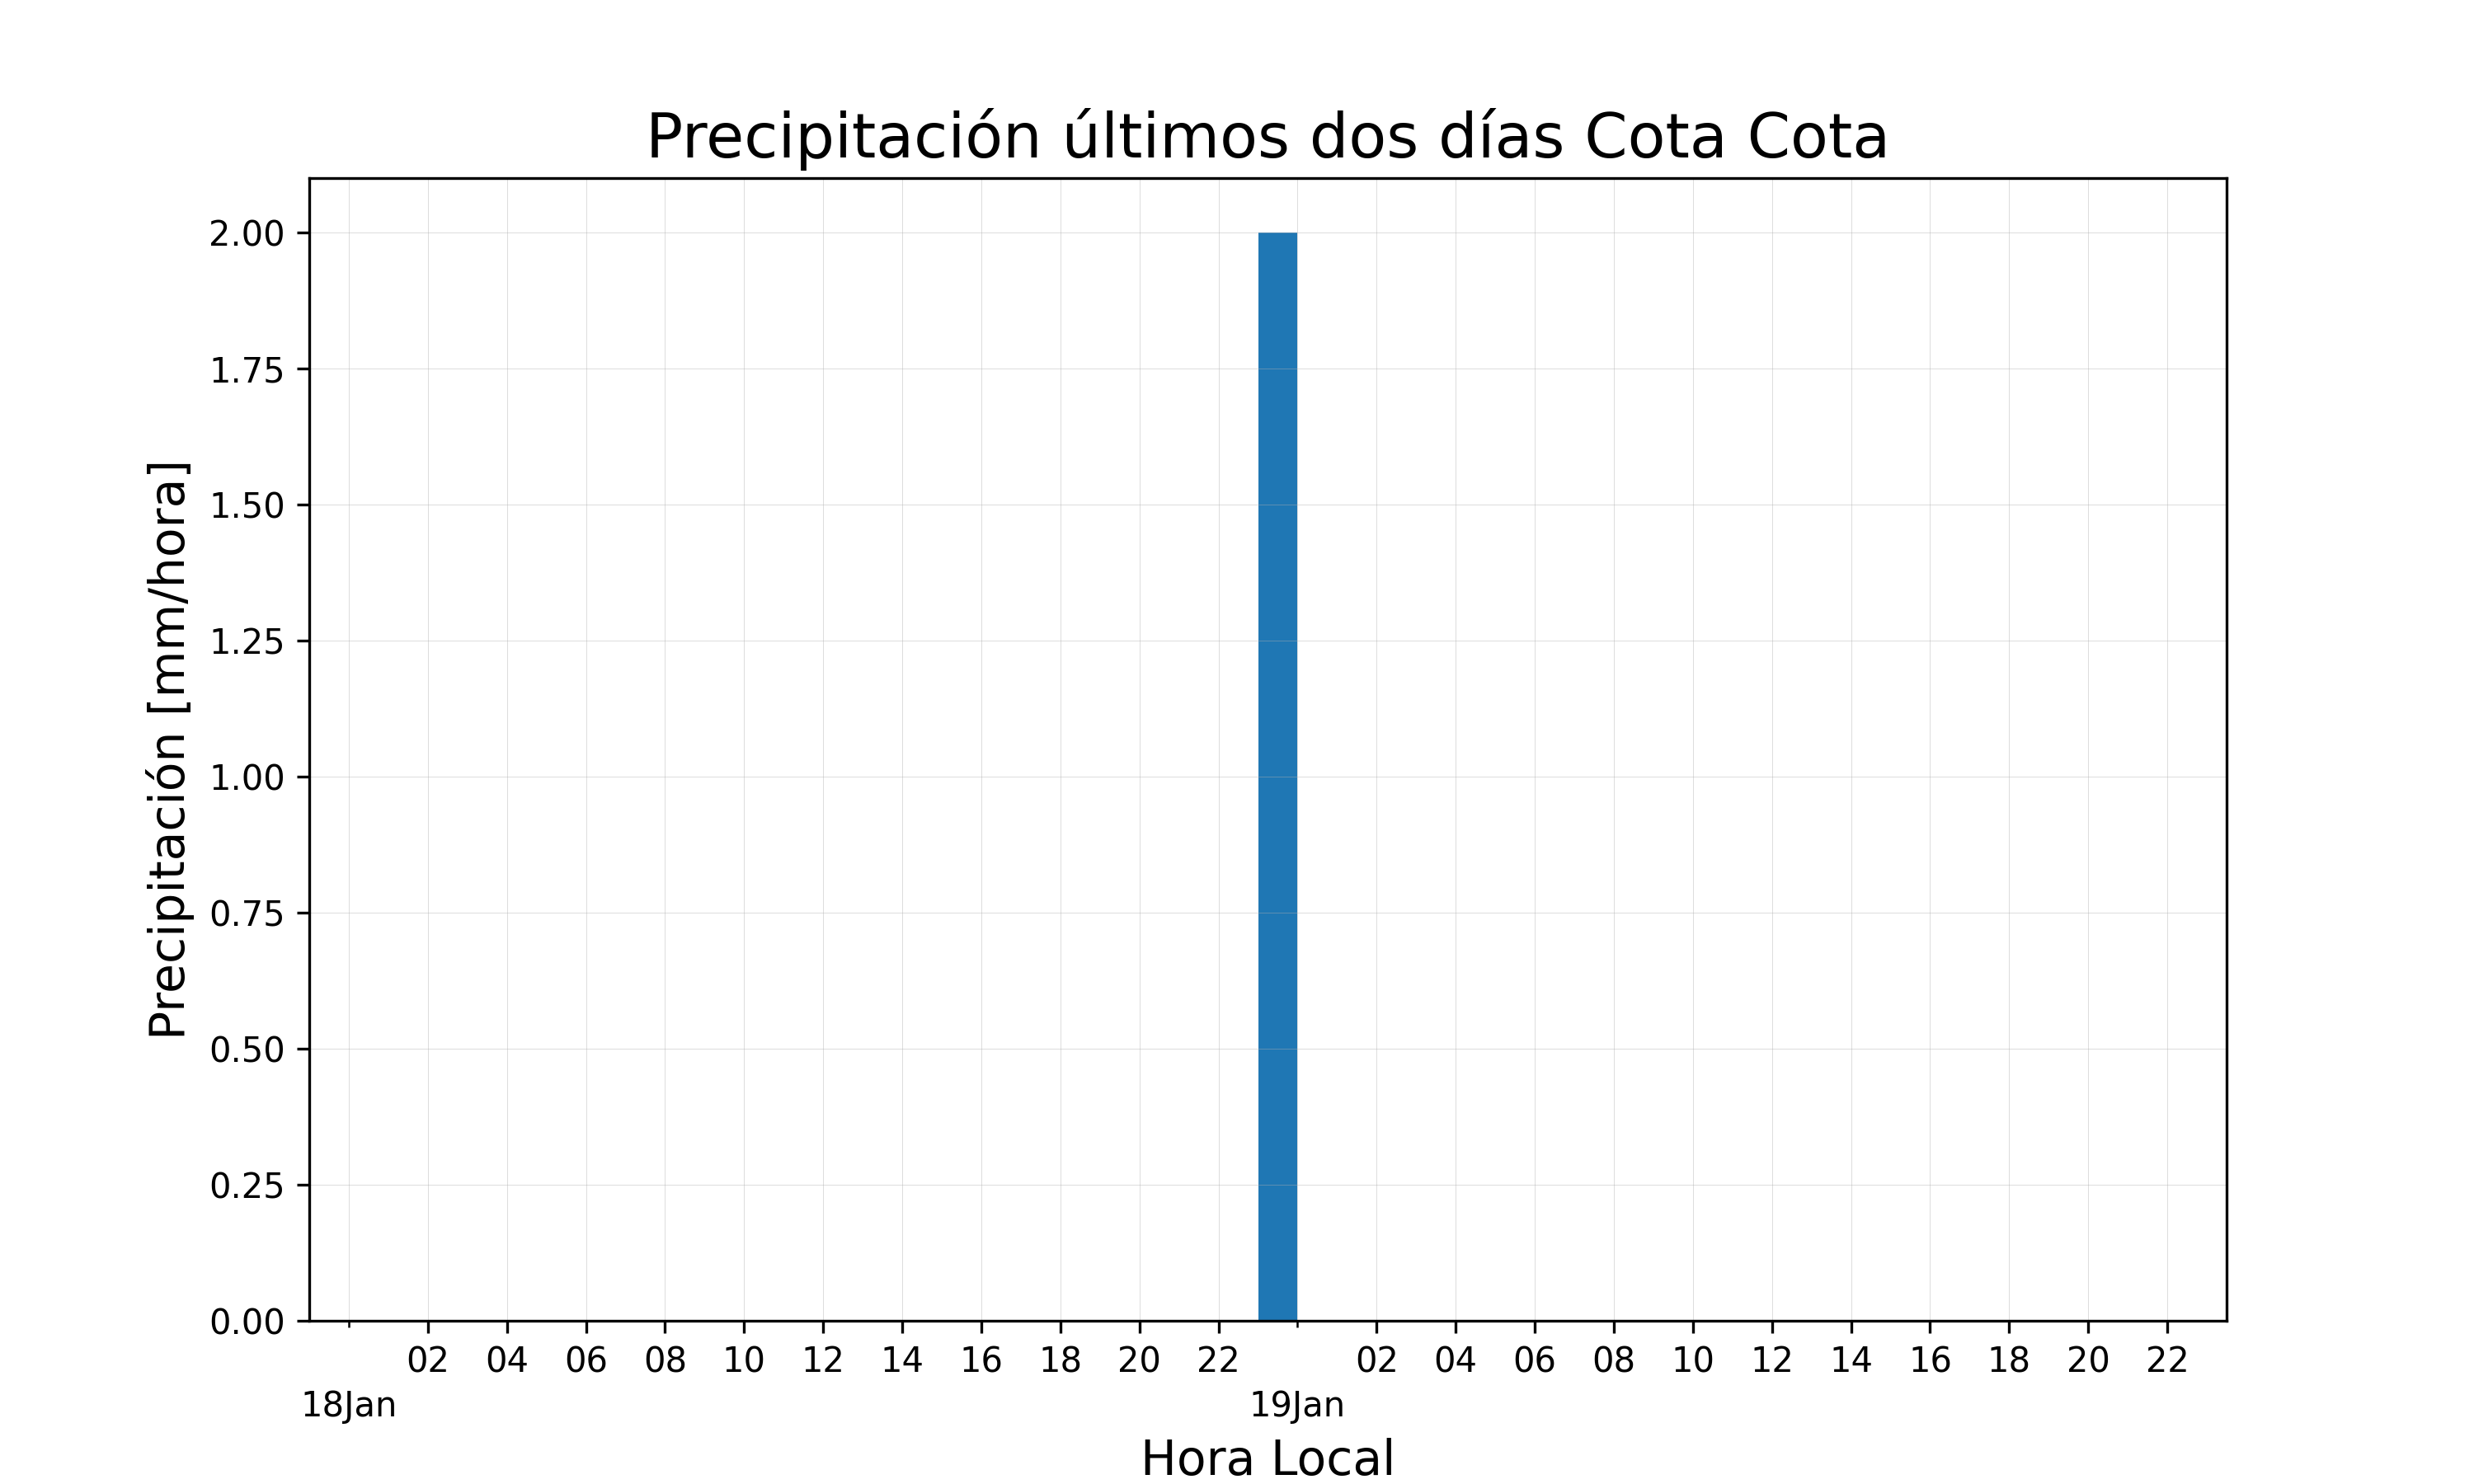 Precipitación últimos dos días Cota Cota
Precipitación [mm/hora]
2.00
1.75
1.50
1.25
1.00
0.75
0.50
0.25
0.00
02 04 06 08 10 12 14 16 18 20 22 02 04 06 08 10 12 14 16 18 20 22
18Jan 19Jan
Hora Local